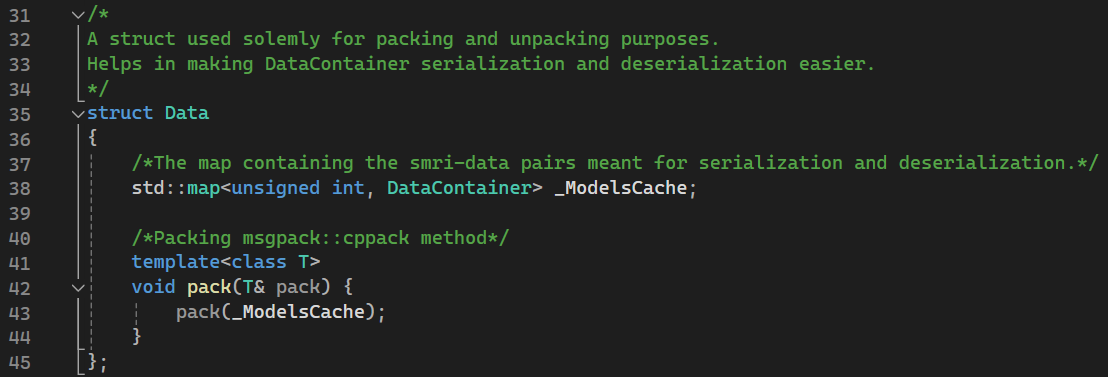 31 /*
32 A struct used solemly for packing and unpacking purposes.
33 Helps in making DataContainer serialization and deserialization easier.
34 */
35 struct Data
36 {
37 /*The map containing the smri-data pairs meant for serialization and deserialization.*/
38 std::map<unsigned int, DataContainer> _ModelsCache;
39
40 /*Packing msgpack::cppack method*/
41 template<class T>
42 void pack(T& pack) {
43 pack(_ModelsCache);
44 }
45 };